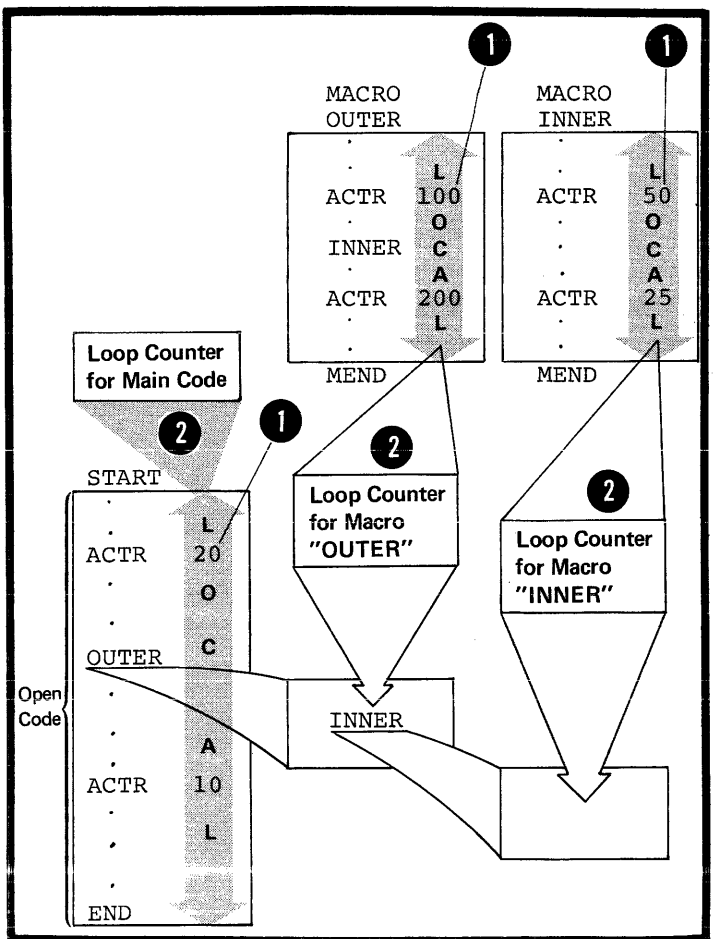 1
1
MACRO
OUTER
.
.
ACTR 100
.
INNER
.
ACTR 200
.
MEND
L
O
C
A
L
MACRO
INNER
.
.
ACTR 50
.
.
.
ACTR 25
.
MEND
L
O
C
A
L
Loop Counter
for Main Code
2
1
START
.
.
ACTR 20
.
.
.
OUTER
.
.
.
ACTR 10
.
.
.
END
L
O
C
A
L
Open
Code
2
Loop Counter
for Macro
"OUTER"
INNER
2
Loop Counter
for Macro
"INNER"